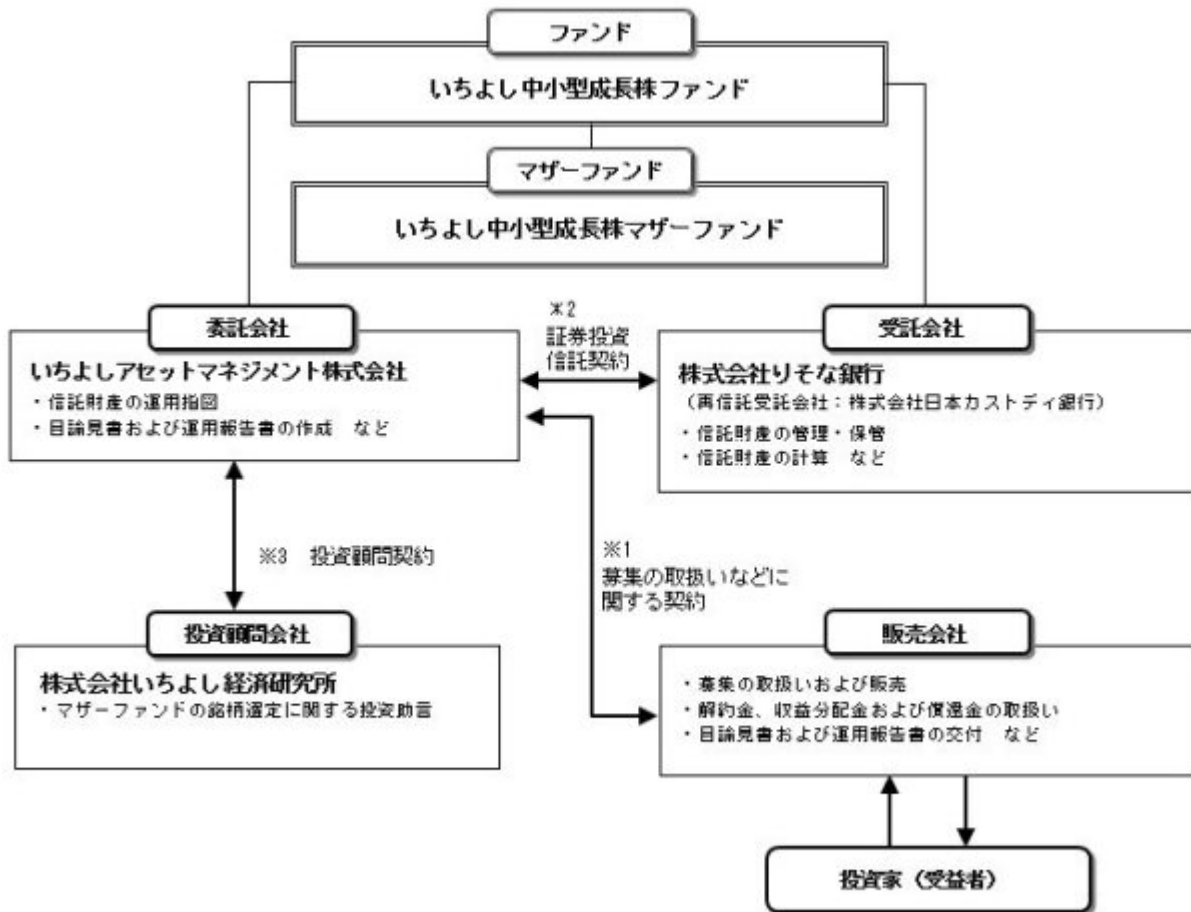 ファンド
いちよし中小型成長株ファンド
マザーファンド
いちよし中小型成長株マザーファンド
委託会社
いちよしアセットマネジメント株式会社
・信託財産の運用指図
・目論見書および運用報告書の作成 など
※2
証券投資
信託契約
受託会社
株式会社りそな銀行
(再信託受託会社:株式会社日本カストディ銀行)
・信託財産の管理・保管
・信託財産の計算 など
※3 投資顧問契約
※1
募集の取扱いなどに
関する契約
投資顧問会社
株式会社いちよし経済研究所
・マザーファンドの銘柄選定に関する投資助言
販売会社
・募集の取扱いおよび販売
・解約金、収益分配金および償還金の取扱い
・目論見書および運用報告書の交付 など
投資家(受益者)